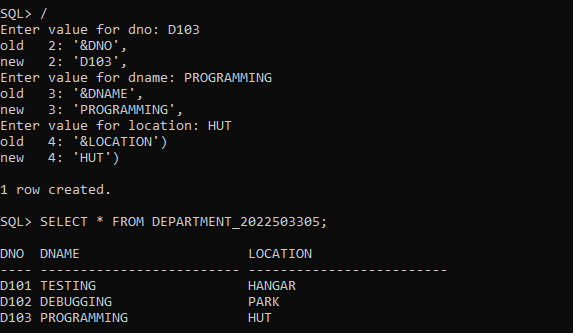 SQL> /
Enter value for dno: D103
old   2: '&DNO',
new   2: 'D103',
Enter value for dname: PROGRAMMING
old   3: '&DNAME',
new   3: 'PROGRAMMING',
Enter value for location: HUT
old   4: '&LOCATION')
new   4: 'HUT')
1 row created.
SQL> SELECT * FROM DEPARTMENT_2022503305;
DNO  DNAME                     LOCATION
---- ------------------------- -------------------------
D101 TESTING                   HANGAR
D102 DEBUGGING                 PARK
D103 PROGRAMMING               HUT